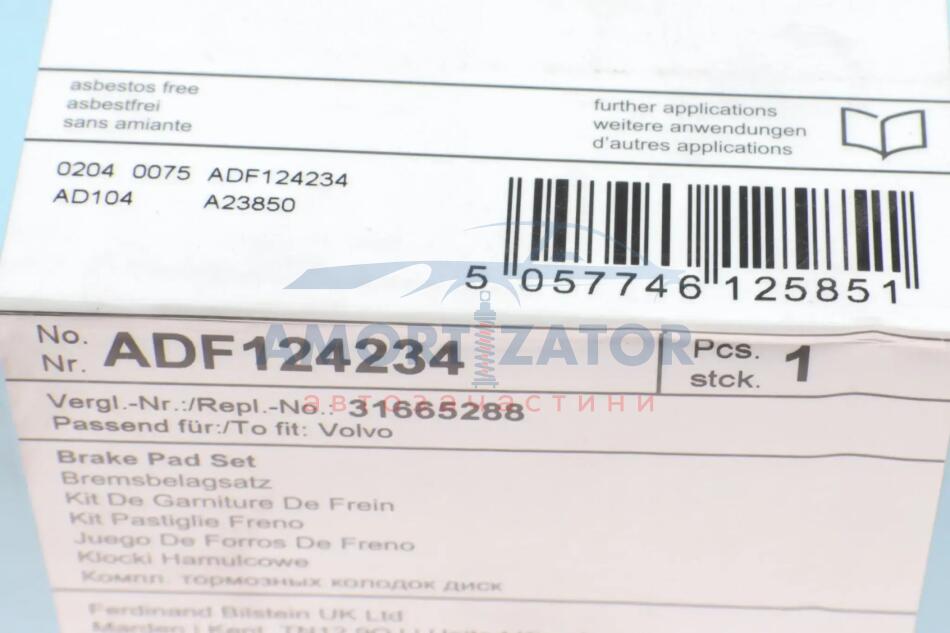 asbestos free
asbestfrei
sans amiante
further applications
weitere anwendungen
d'autres applications
0204 0075 ADF124234
AD104 A23850
5 057746 125851
AMORTIZATOR
автозапчастини
No.
Nr. ADF124234
Pcs.
stck. 1
Vergl.-Nr.:/Repl.-No.: 31665288
Passend für:/To fit: Volvo
Brake Pad Set
Bremsbelagsatz
Kit De Garniture De Frein
Kit Pastiglie Freno
Juego De Forros De Freno
Klocki Hamulcowe
Компл. тормозных колодок диск
Ferdinand Bilstein UK Ltd